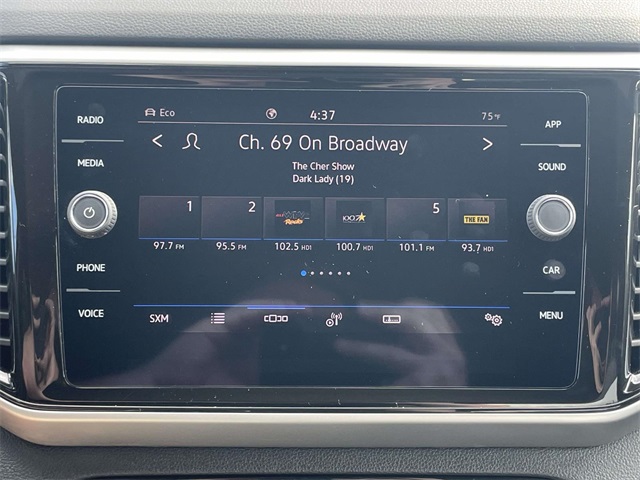 Eco 4:37 75°F
RADIO
MEDIA
PHONE
VOICE
Ch. 69 On Broadway
The Cher Show
Dark Lady (19)
1 2 5
100.7
THE FAN
97.7 FM 95.5 FM 102.5 HD1 100.7 HD1 101.1 FM 93.7 HD1
SXM
APP
SOUND
CAR
MENU